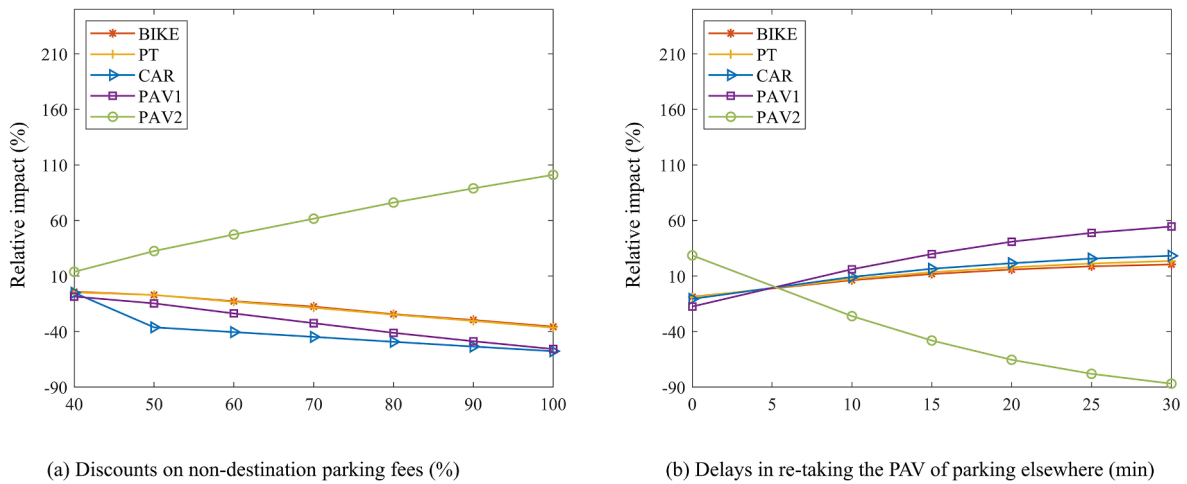 210
160
110
60
10
-40
-90
Relative impact (%)
BIKE
PT
CAR
PAV1
PAV2
40 50 60 70 80 90 100
(a) Discounts on non-destination parking fees (%)
210
160
110
60
10
-40
-90
Relative impact (%)
BIKE
PT
CAR
PAV1
PAV2
0 5 10 15 20 25 30
(b) Delays in re-taking the PAV of parking elsewhere (min)